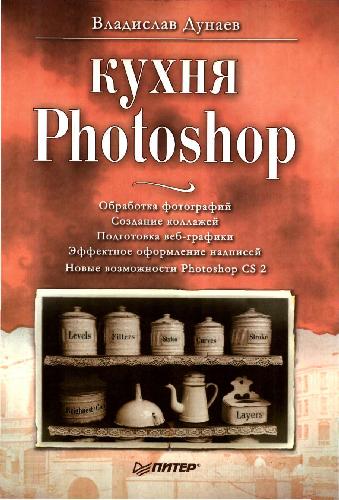 Владислав Дунаев
КУХНЯ
Photoshop
Обработка фотографий
Создание коллажей
Подготовка веб-графики
Эффектное оформление надписей
Новые возможности Photoshop CS 2
Levels
Filters
Styles
Curves
Stroke
Layers
ПИТЕР®